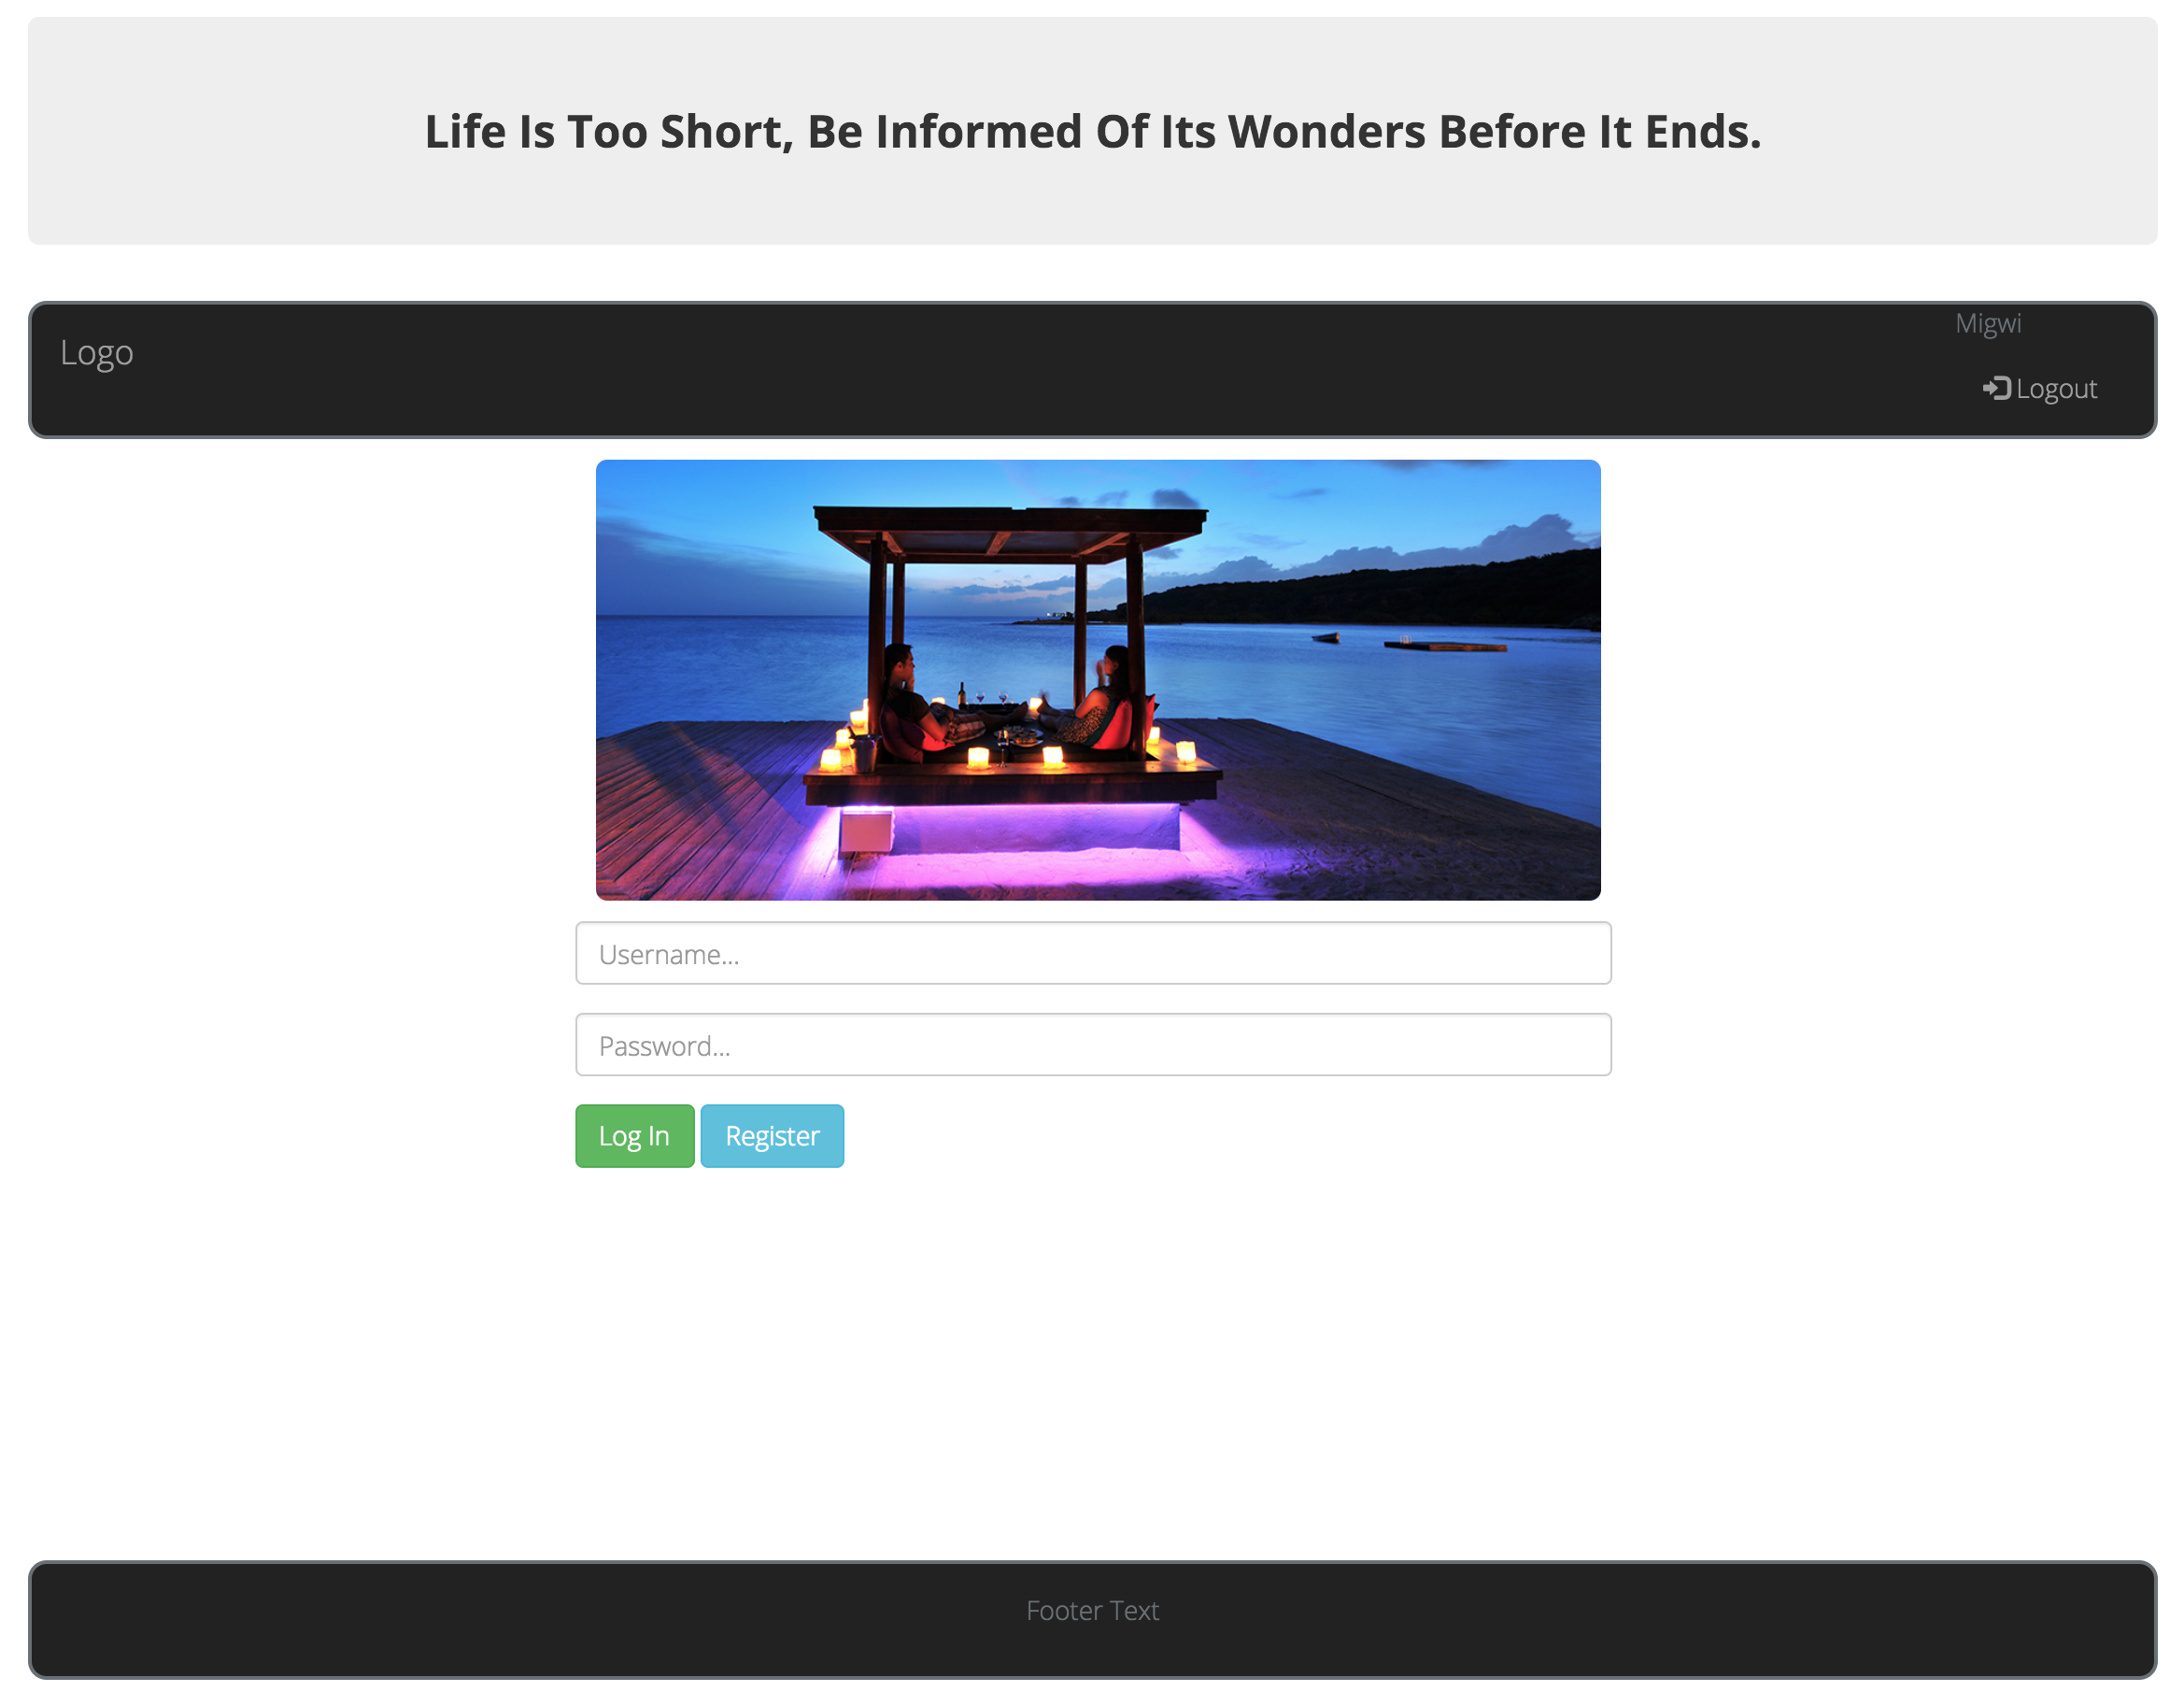 Life Is Too Short, Be Informed Of Its Wonders Before It Ends.
Logo
Migwi
Logout
Username...
Password...
Log In
Register
Footer Text